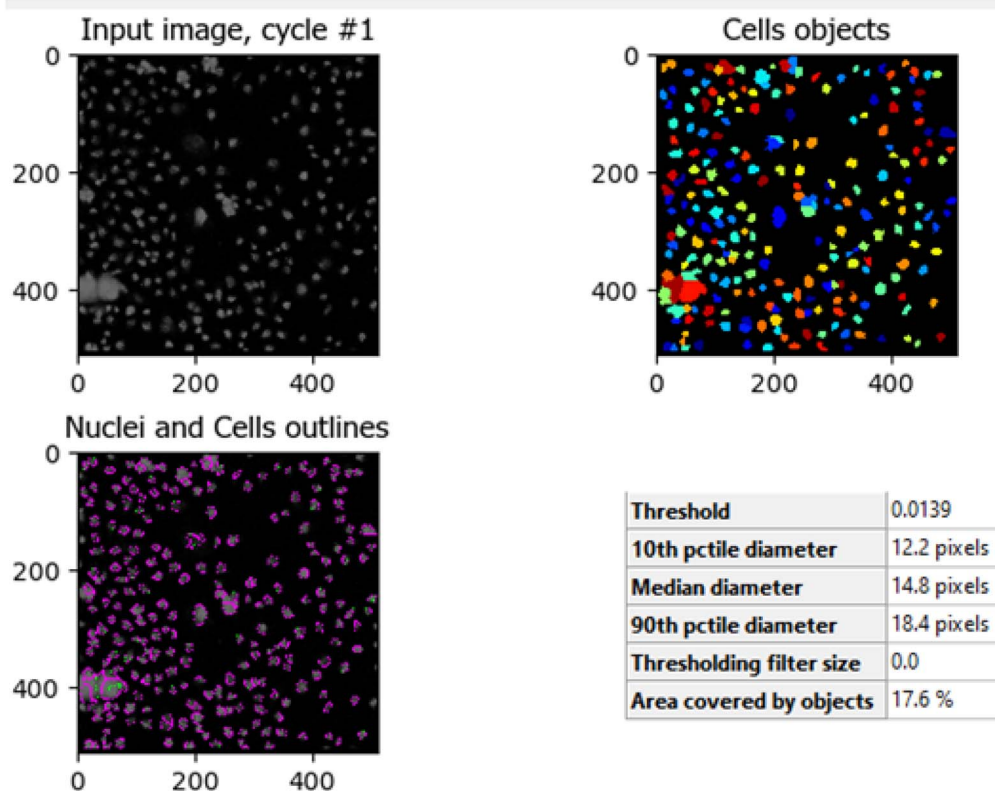 Input image, cycle #1
0
200
400
0
200
400
Cells objects
0
200
400
0
200
400
Nuclei and Cells outlines
0
200
400
0
200
400
Threshold 0.0139
10th pctile diameter 12.2 pixels
Median diameter 14.8 pixels
90th pctile diameter 18.4 pixels
Thresholding filter size 0.0
Area covered by objects 17.6 %